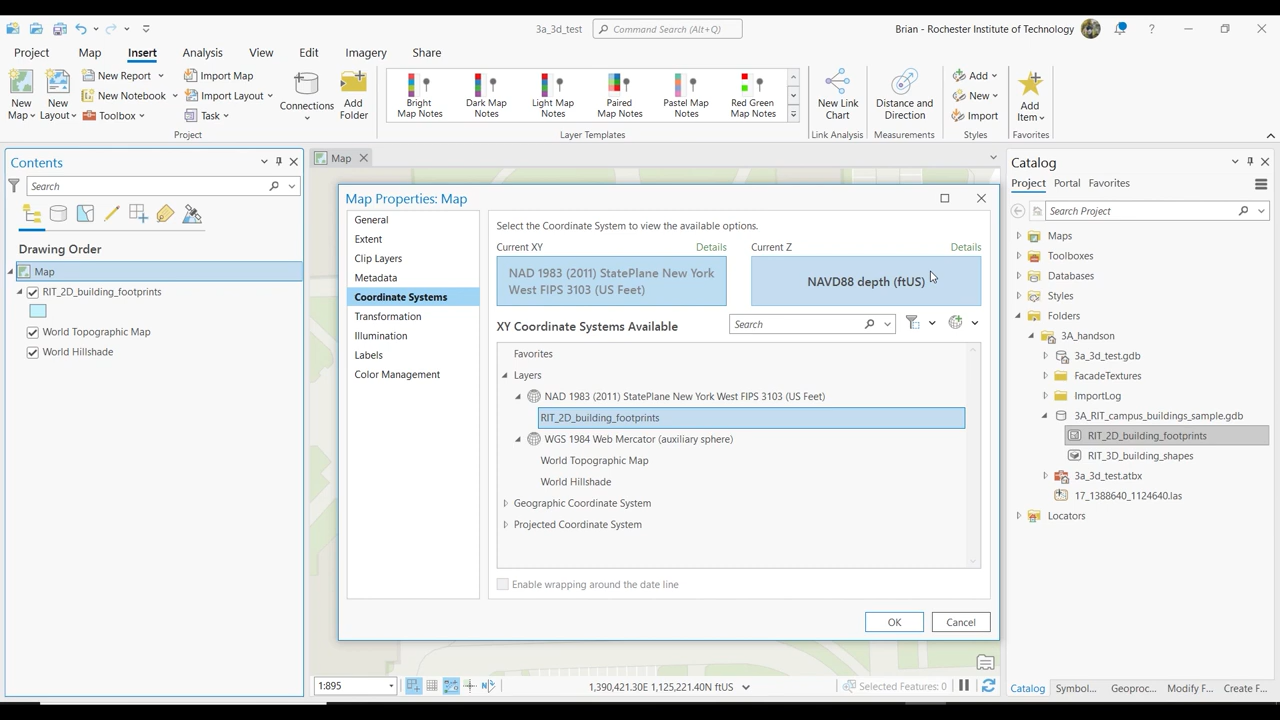 3a_3d_test
Command Search (Alt+Q)
Brian - Rochester Institute of Technology
?
Project
Map
Insert
Analysis
View
Edit
Imagery
Share
New Map
New Layout
New Report
New Notebook
Toolbox
Import Map
Import Layout
Task
Connections
Add Folder
Project
Bright Map Notes
Dark Map Notes
Light Map Notes
Paired Map Notes
Pastel Map Notes
Red Green Map Notes
Layer Templates
New Link Chart
Link Analysis
Distance and Direction
Measurements
Add
New
Import
Styles
Add Item
Favorites
Contents
Search
Drawing Order
Map
RIT_2D_building_footprints
World Topographic Map
World Hillshade
Map
Map Properties: Map
General
Extent
Clip Layers
Metadata
Coordinate Systems
Transformation
Illumination
Labels
Color Management
Select the Coordinate System to view the available options.
Current XY
Details
NAD 1983 (2011) StatePlane New York
West FIPS 3103 (US Feet)
Current Z
Details
NAVD88 depth (ftUS)
XY Coordinate Systems Available
Search
Favorites
Layers
NAD 1983 (2011) StatePlane New York West FIPS 3103 (US Feet)
RIT_2D_building_footprints
WGS 1984 Web Mercator (auxiliary sphere)
World Topographic Map
World Hillshade
Geographic Coordinate System
Projected Coordinate System
Enable wrapping around the date line
OK
Cancel
1:895
1,390,421.30E 1,125,221.40N ftUS
Selected Features: 0
Catalog
Project
Portal
Favorites
Search Project
Maps
Toolboxes
Databases
Styles
Folders
3A_handson
3a_3d_test.gdb
FacadeTextures
ImportLog
3A_RIT_campus_buildings_sample.gdb
RIT_2D_building_footprints
RIT_3D_building_shapes
3a_3d_test.atbx
17_1388640_1124640.las
Locators
Catalog
Symbol...
Geoproc...
Modify F...
Create F...